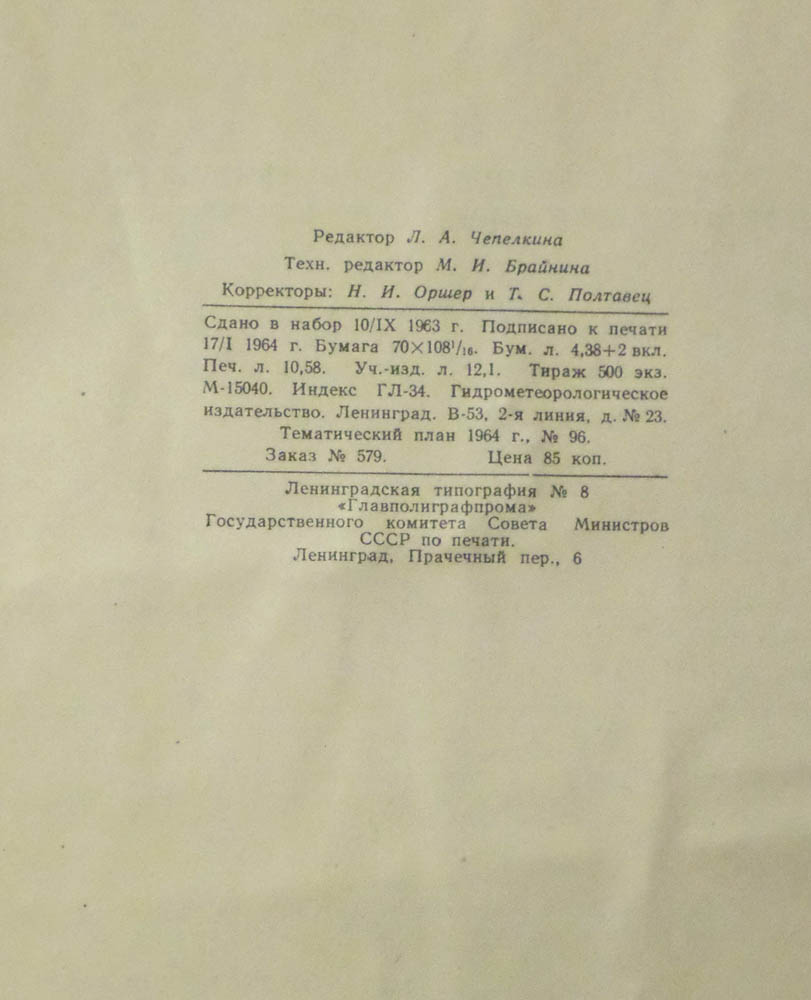 Редактор Л. А. Чепелкина
Техн. редактор М. И. Брайнина
Корректоры: Н. И. Оршер и Т. С. Полтавец
Сдано в набор 10/IX 1963 г. Подписано к печати
17/I 1964 г. Бумага 70×108¹/₁₆. Бум. л. 4,38+2 вкл.
Печ. л. 10,58. Уч.-изд. л. 12,1. Тираж 500 экз.
М-15040. Индекс ГЛ-34. Гидрометеорологическое
издательство. Ленинград. В-53, 2-я линия, д. № 23.
Тематический план 1964 г., № 96.
Заказ № 579. Цена 85 коп.
Ленинградская типография № 8
«Главполиграфпрома»
Государственного комитета Совета Министров
СССР по печати.
Ленинград, Прачечный пер., 6